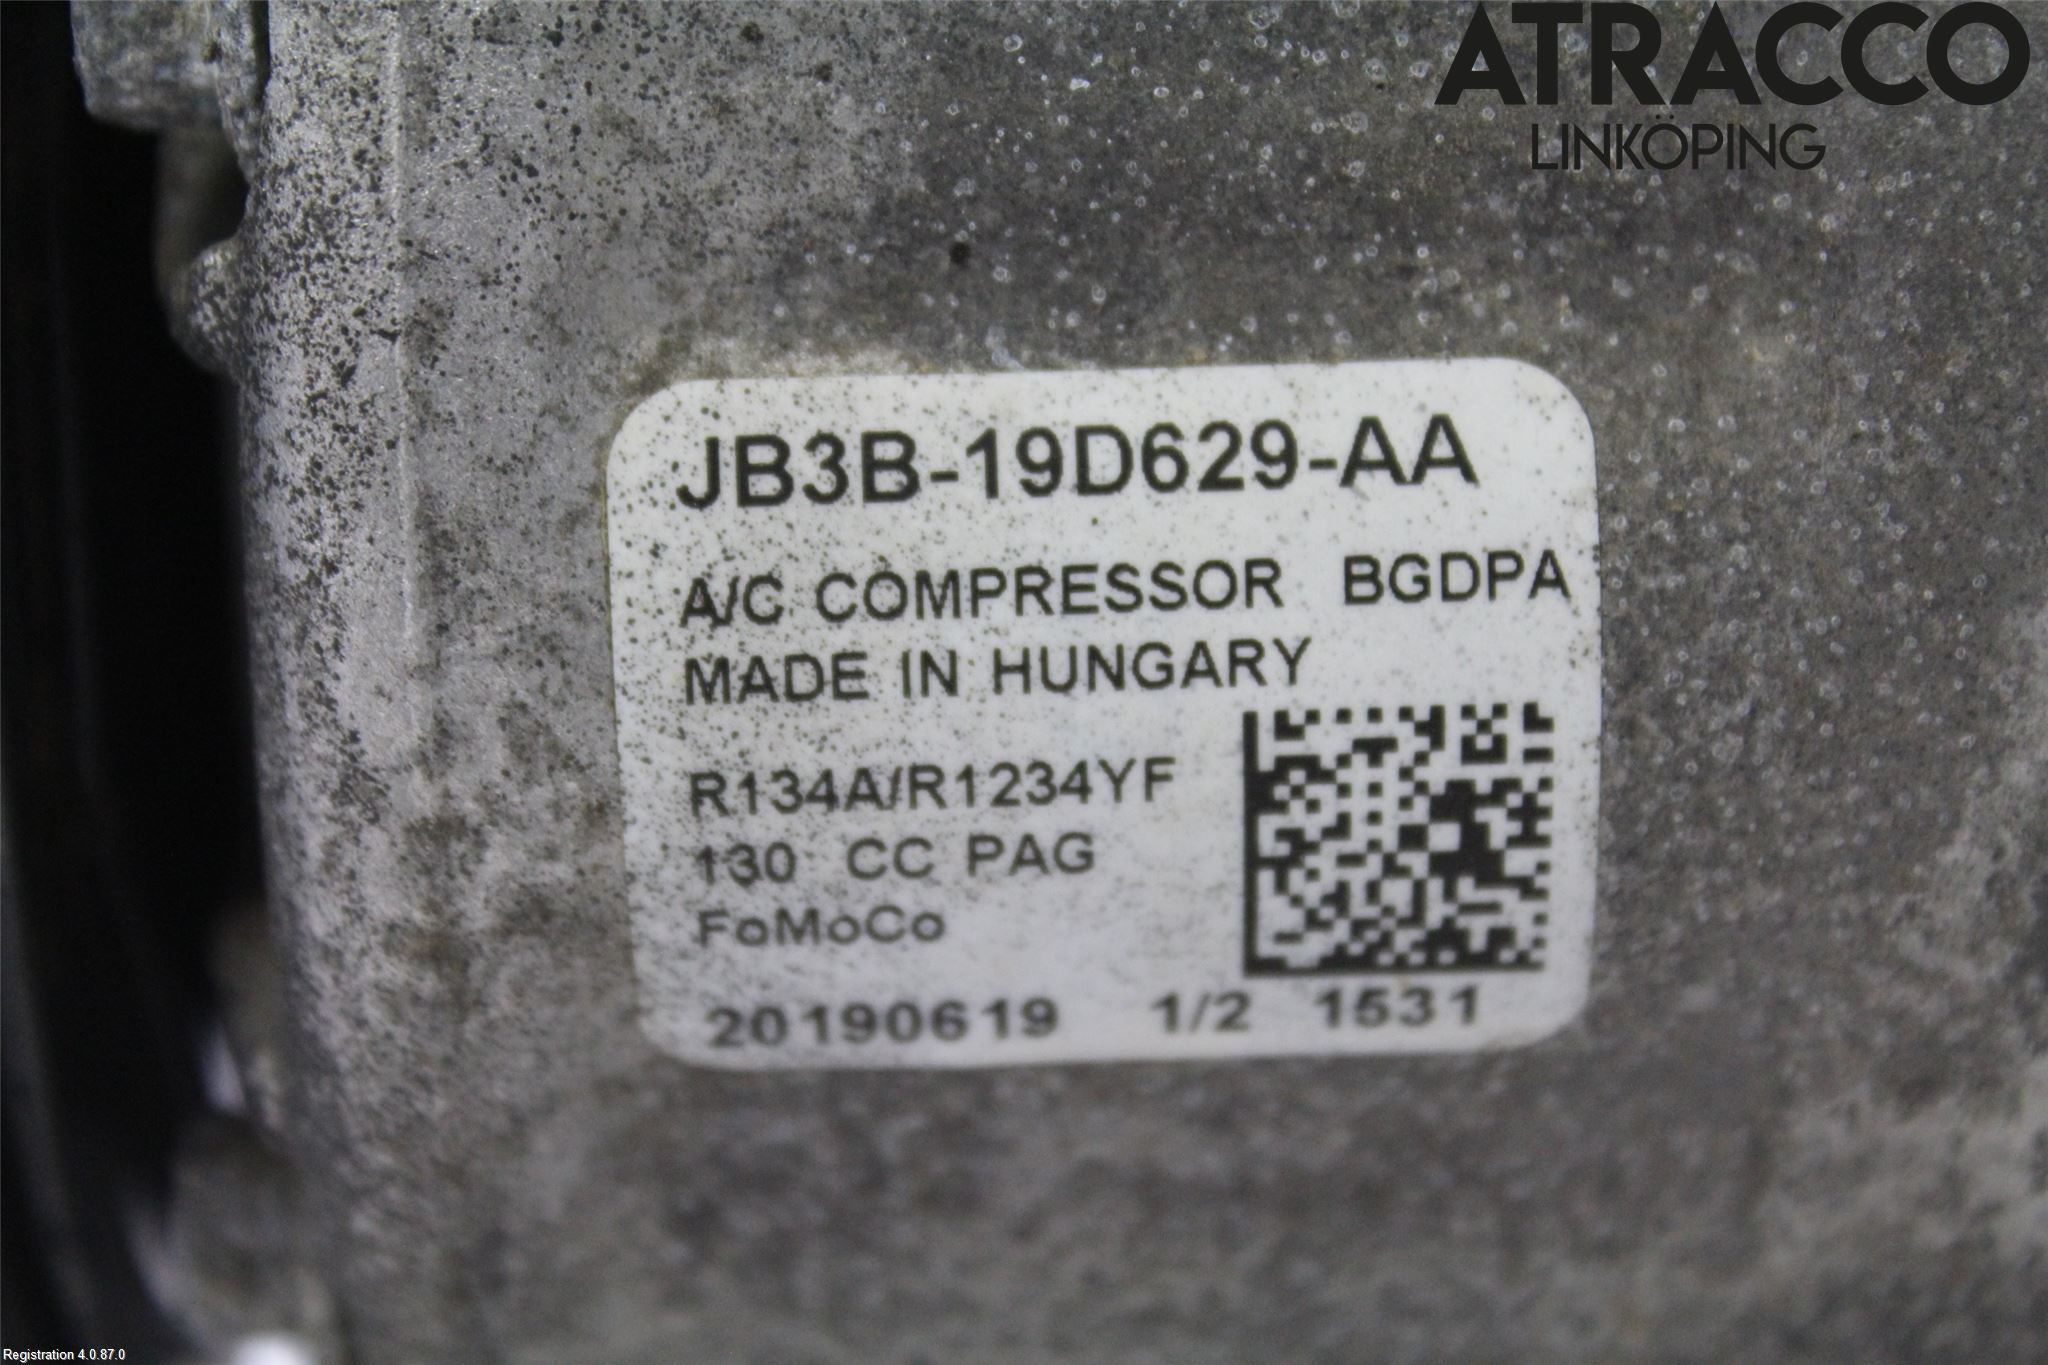 ATRACCO
LINKÖPING
JB3B-19D629-AA
A/C COMPRESSOR BGDPA
MADE IN HUNGARY
R134A/R1234YF
130 CC PAG
FoMoCo
20190619 1/2 1531
Registration 4.0.87.0